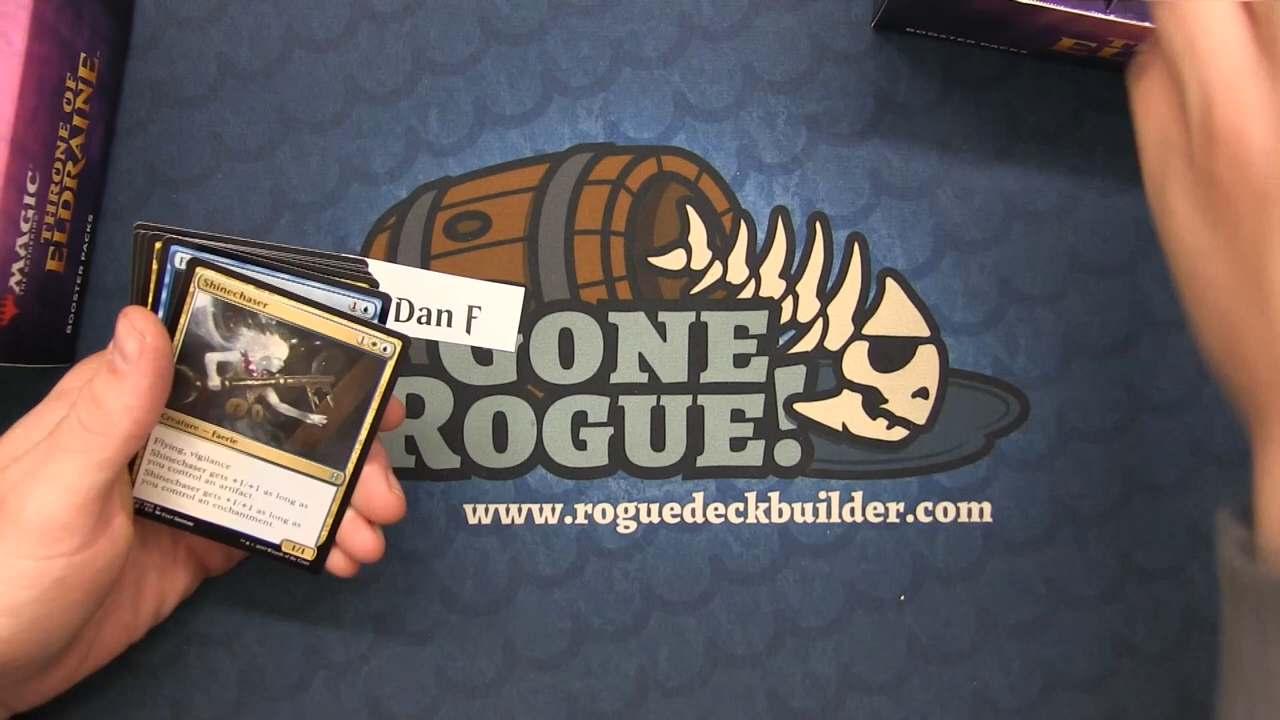 MAGIC
THE GATHERING
THRONE OF
ELDRAINE
BOOSTER PACKS
BOOSTER PACKS
Dan F
Shinechaser
Creature — Faerie
Flying, vigilance
Shinechaser gets +1/+1 as long as
you control an artifact.
Shinechaser gets +1/+1 as long as
you control an enchantment.
1/1
GONE
ROGUE!
www.roguedeckbuilder.com